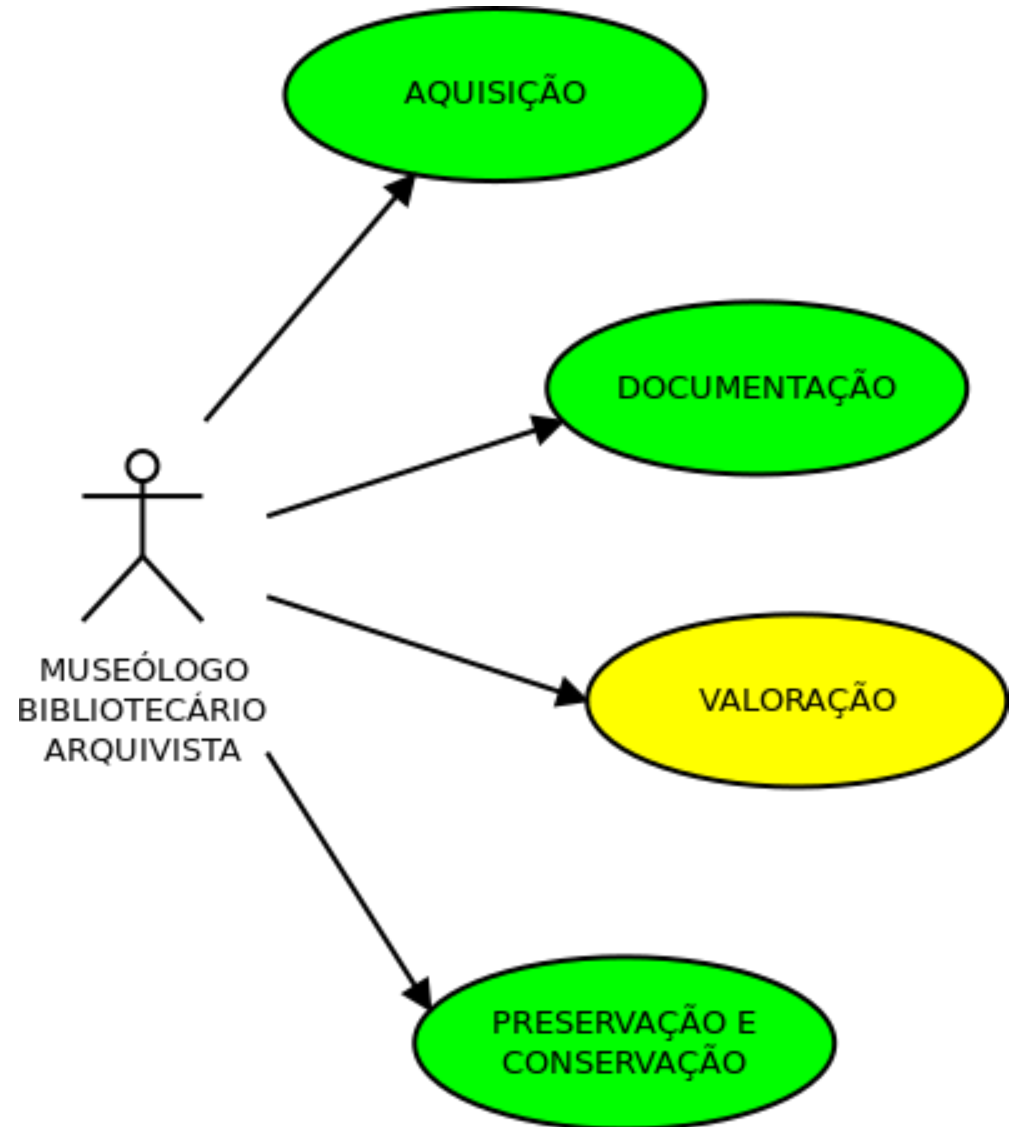 AQUISIÇÃO
DOCUMENTAÇÃO
MUSEÓLOGO
BIBLIOTECÁRIO
ARQUIVISTA
VALORAÇÃO
PRESERVAÇÃO E
CONSERVAÇÃO